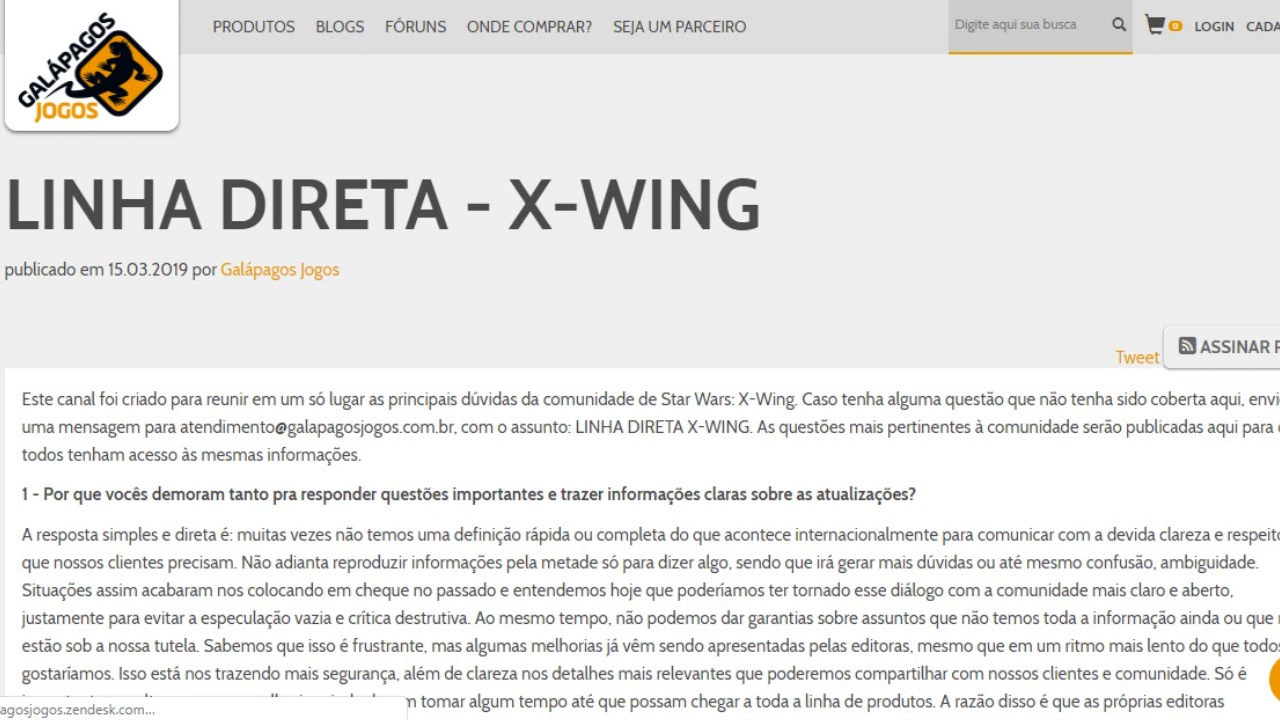 GALÁPAGOS
JOGOS
PRODUTOS BLOGS FÓRUNS ONDE COMPRAR? SEJA UM PARCEIRO Digite aqui sua busca 0 LOGIN CADA
LINHA DIRETA - X-WING
publicado em 15.03.2019 por Galápagos Jogos
Tweet ASSINAR
Este canal foi criado para reunir em um só lugar as principais dúvidas da comunidade de Star Wars: X-Wing. Caso tenha alguma questão que não tenha sido coberta aqui, envi
uma mensagem para atendimento@galapagosjogos.com.br, com o assunto: LINHA DIRETA X-WING. As questões mais pertinentes à comunidade serão publicadas aqui para
todos tenham acesso às mesmas informações.
1 - Por que vocês demoram tanto pra responder questões importantes e trazer informações claras sobre as atualizações?
A resposta simples e direta é: muitas vezes não temos uma definição rápida ou completa do que acontece internacionalmente para comunicar com a devida clareza e respeito
que nossos clientes precisam. Não adianta reproduzir informações pela metade só para dizer algo, sendo que irá gerar mais dúvidas ou até mesmo confusão, ambiguidade.
Situações assim acabaram nos colocando em cheque no passado e entendemos hoje que poderíamos ter tornado esse diálogo com a comunidade mais claro e aberto,
justamente para evitar a especulação vazia e crítica destrutiva. Ao mesmo tempo, não podemos dar garantias sobre assuntos que não temos toda a informação ainda ou que
estão sob a nossa tutela. Sabemos que isso é frustrante, mas algumas melhorias já vêm sendo apresentadas pelas editoras, mesmo que em um ritmo mais lento do que todos
gostaríamos. Isso está nos trazendo mais segurança, além de clareza nos detalhes mais relevantes que poderemos compartilhar com nossos clientes e comunidade. Só é
m tomar algum tempo até que possam chegar a toda a linha de produtos. A razão disso é que as próprias editoras
agosjogos.zendesk.com...